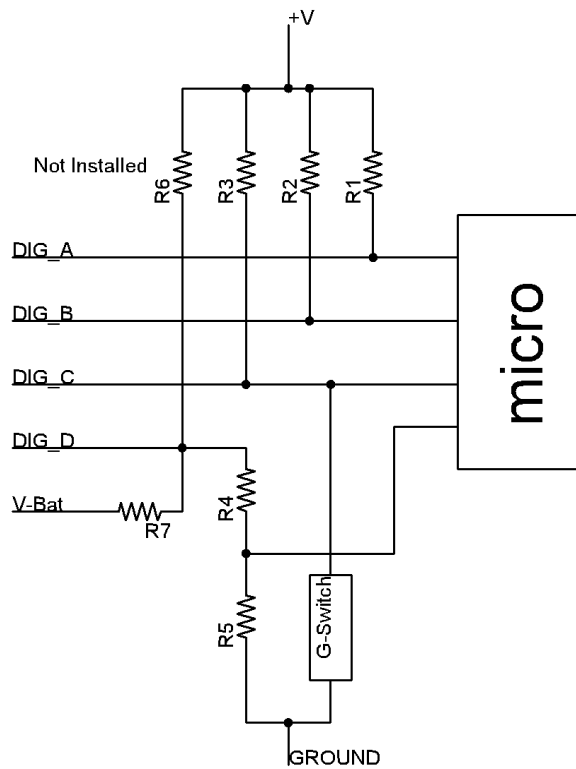 +V
Not Installed
R6
R3
R2
R1
DIG_A
DIG_B
DIG_C
DIG_D
V-Bat
R7
R4
R5
G-Switch
micro
GROUND